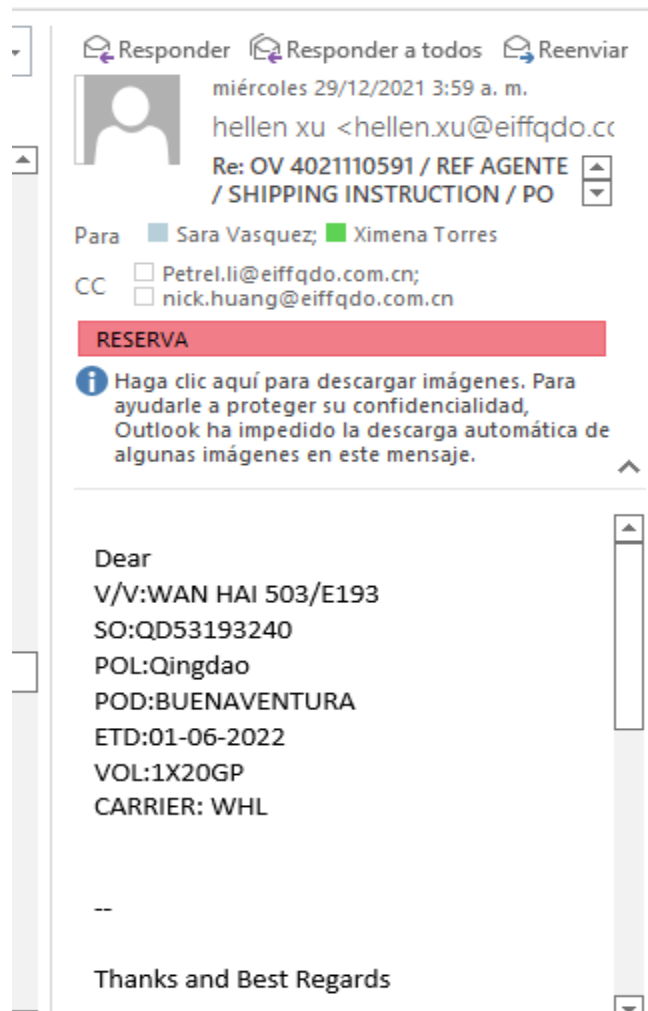 Responder Responder a todos Reenviar
miércoles 29/12/2021 3:59 a. m.
hellen xu <hellen.xu@eiffqdo.cc
Re: OV 4021110591 / REF AGENTE
/ SHIPPING INSTRUCTION / PO
Para Sara Vasquez; Ximena Torres
CC Petrel.li@eiffqdo.com.cn;
nick.huang@eiffqdo.com.cn
RESERVA
Haga clic aquí para descargar imágenes. Para
ayudarle a proteger su confidencialidad,
Outlook ha impedido la descarga automática de
algunas imágenes en este mensaje.
Dear
V/V:WAN HAI 503/E193
SO:QD53193240
POL:Qingdao
POD:BUENAVENTURA
ETD:01-06-2022
VOL:1X20GP
CARRIER: WHL
--
Thanks and Best Regards